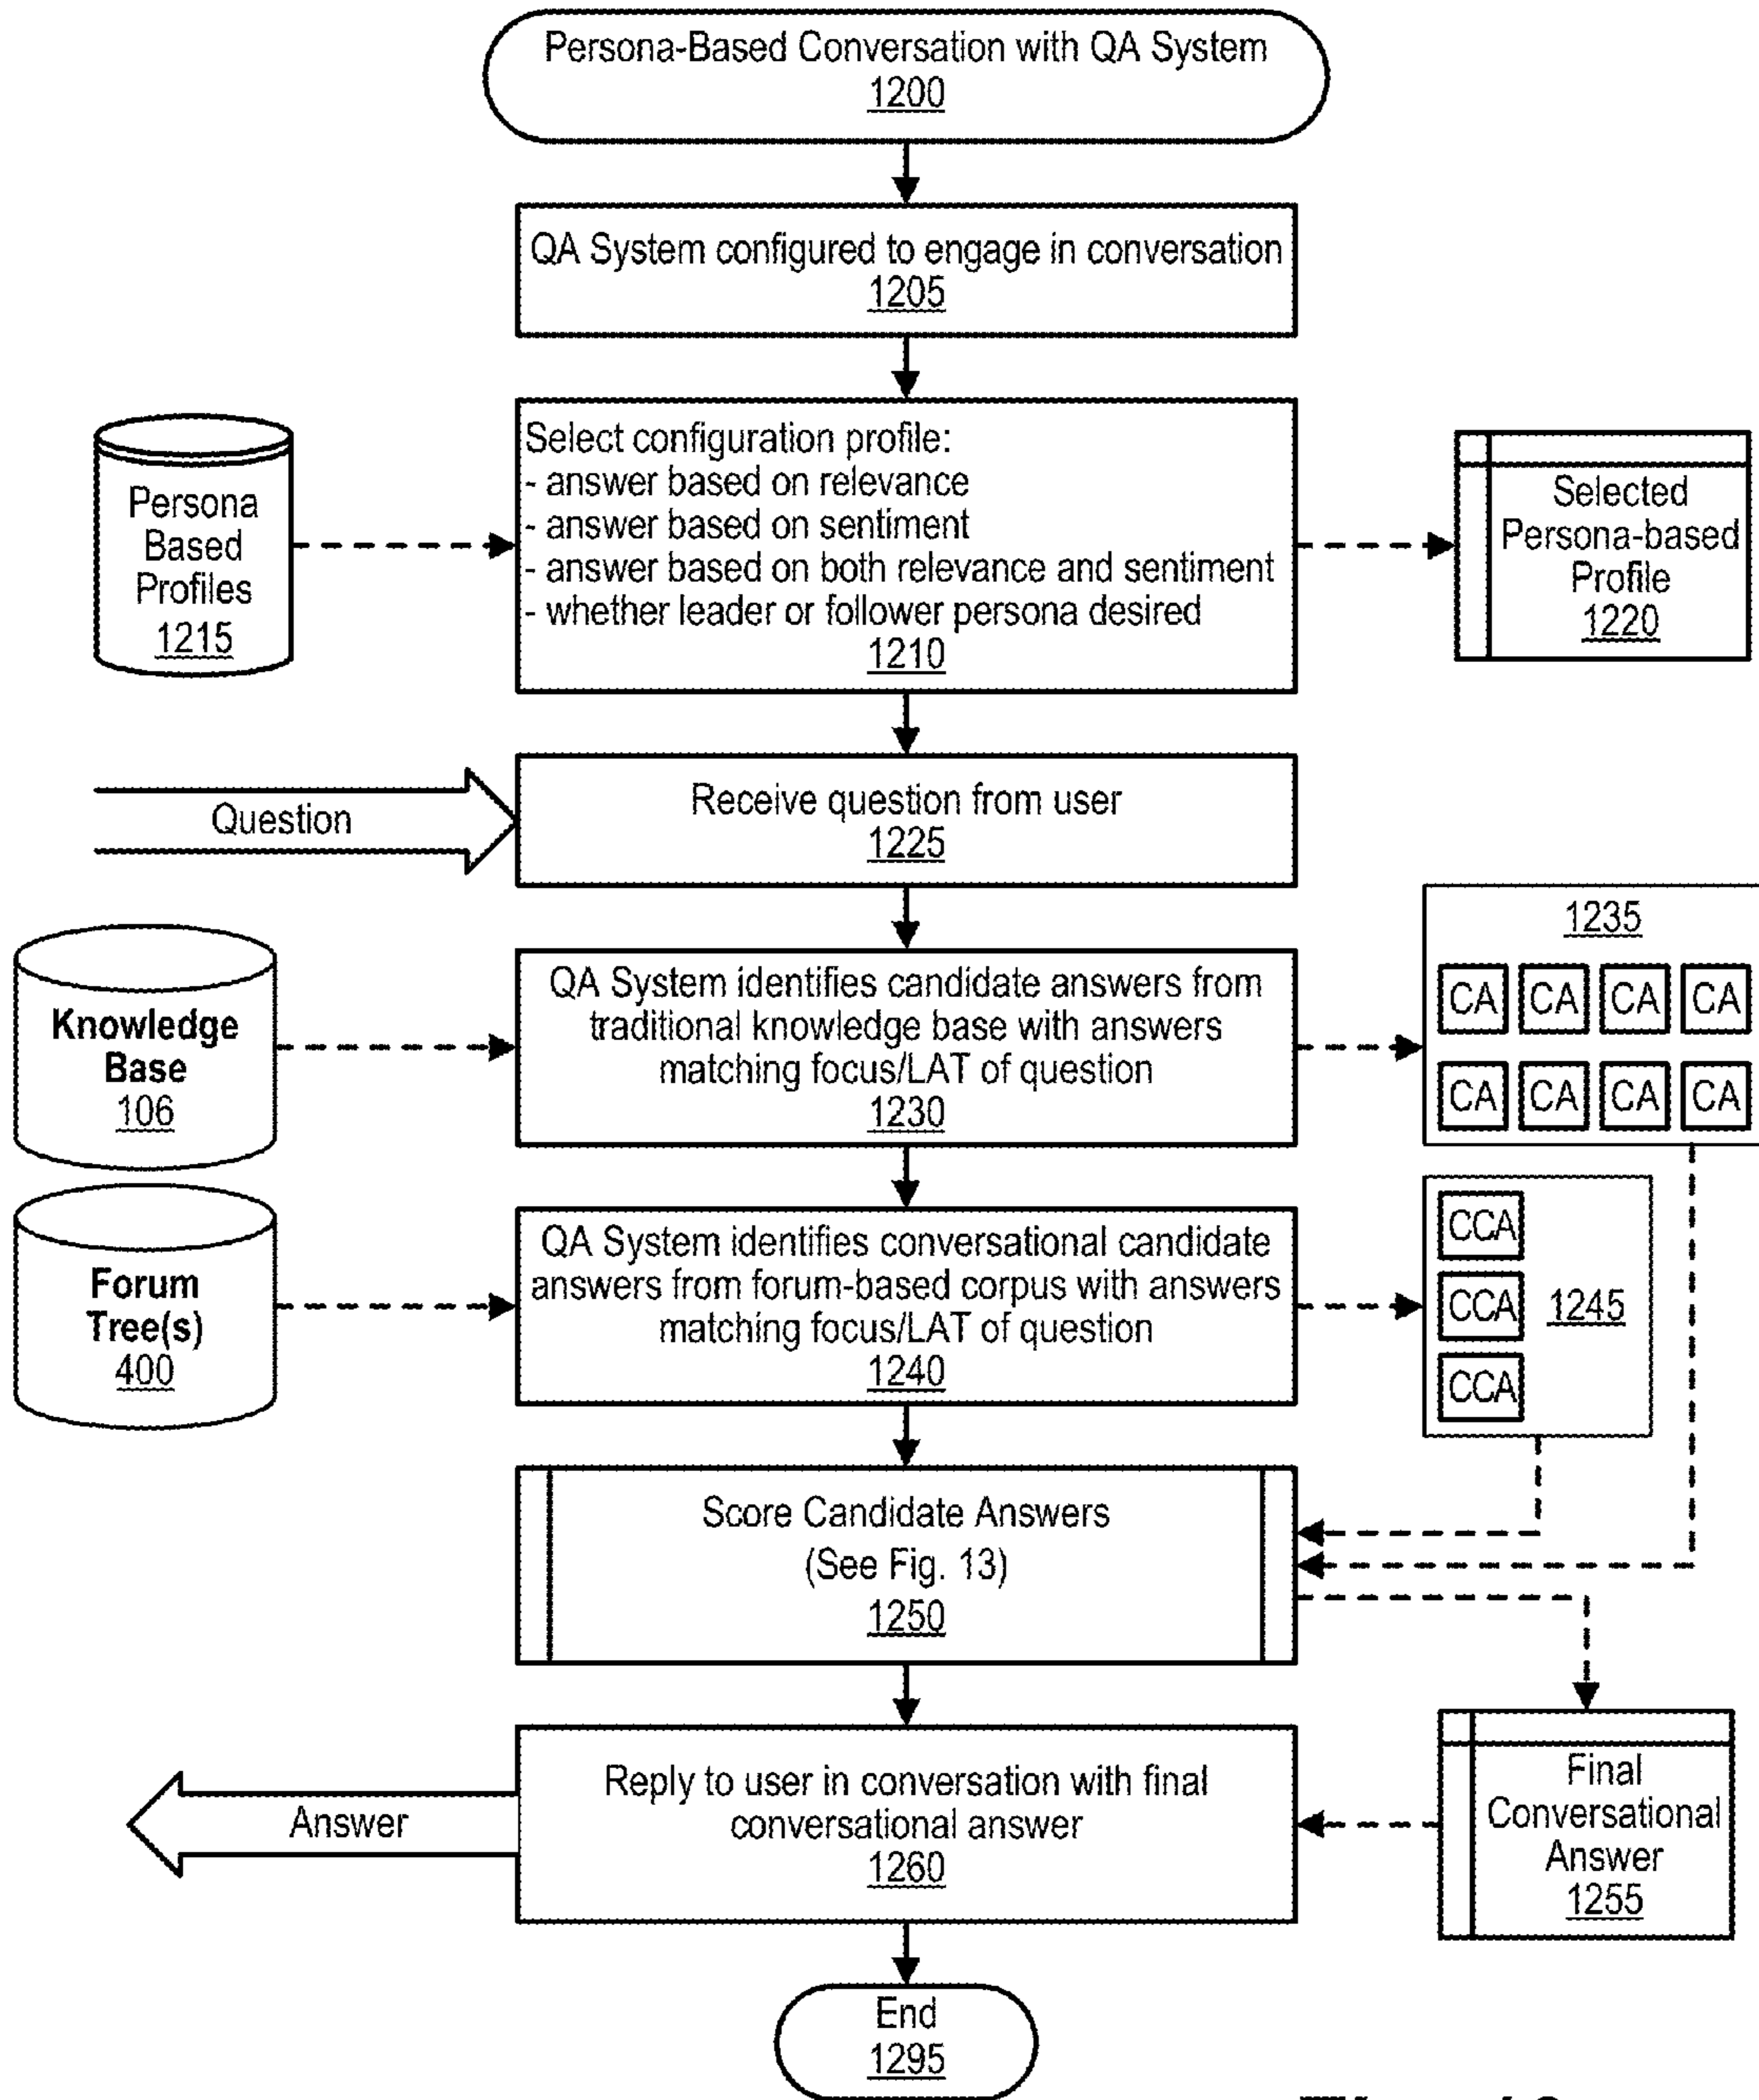 Persona-Based Conversation with QA System
1200
QA System configured to engage in conversation
1205
Persona
Based
Profiles
1215
Select configuration profile:
- answer based on relevance
- answer based on sentiment
- answer based on both relevance and sentiment
- whether leader or follower persona desired
1210
Selected
Persona-based
Profile
1220
Question
Receive question from user
1225
Knowledge
Base
106
QA System identifies candidate answers from
traditional knowledge base with answers
matching focus/LAT of question
1230
1235
CA CA CA CA
CA CA CA CA
Forum
Tree(s)
400
QA System identifies conversational candidate
answers from forum-based corpus with answers
matching focus/LAT of question
1240
CCA
CCA 1245
CCA
Score Candidate Answers
(See Fig. 13)
1250
Answer
Reply to user in conversation with final
conversational answer
1260
Final
Conversational
Answer
1255
End
1295